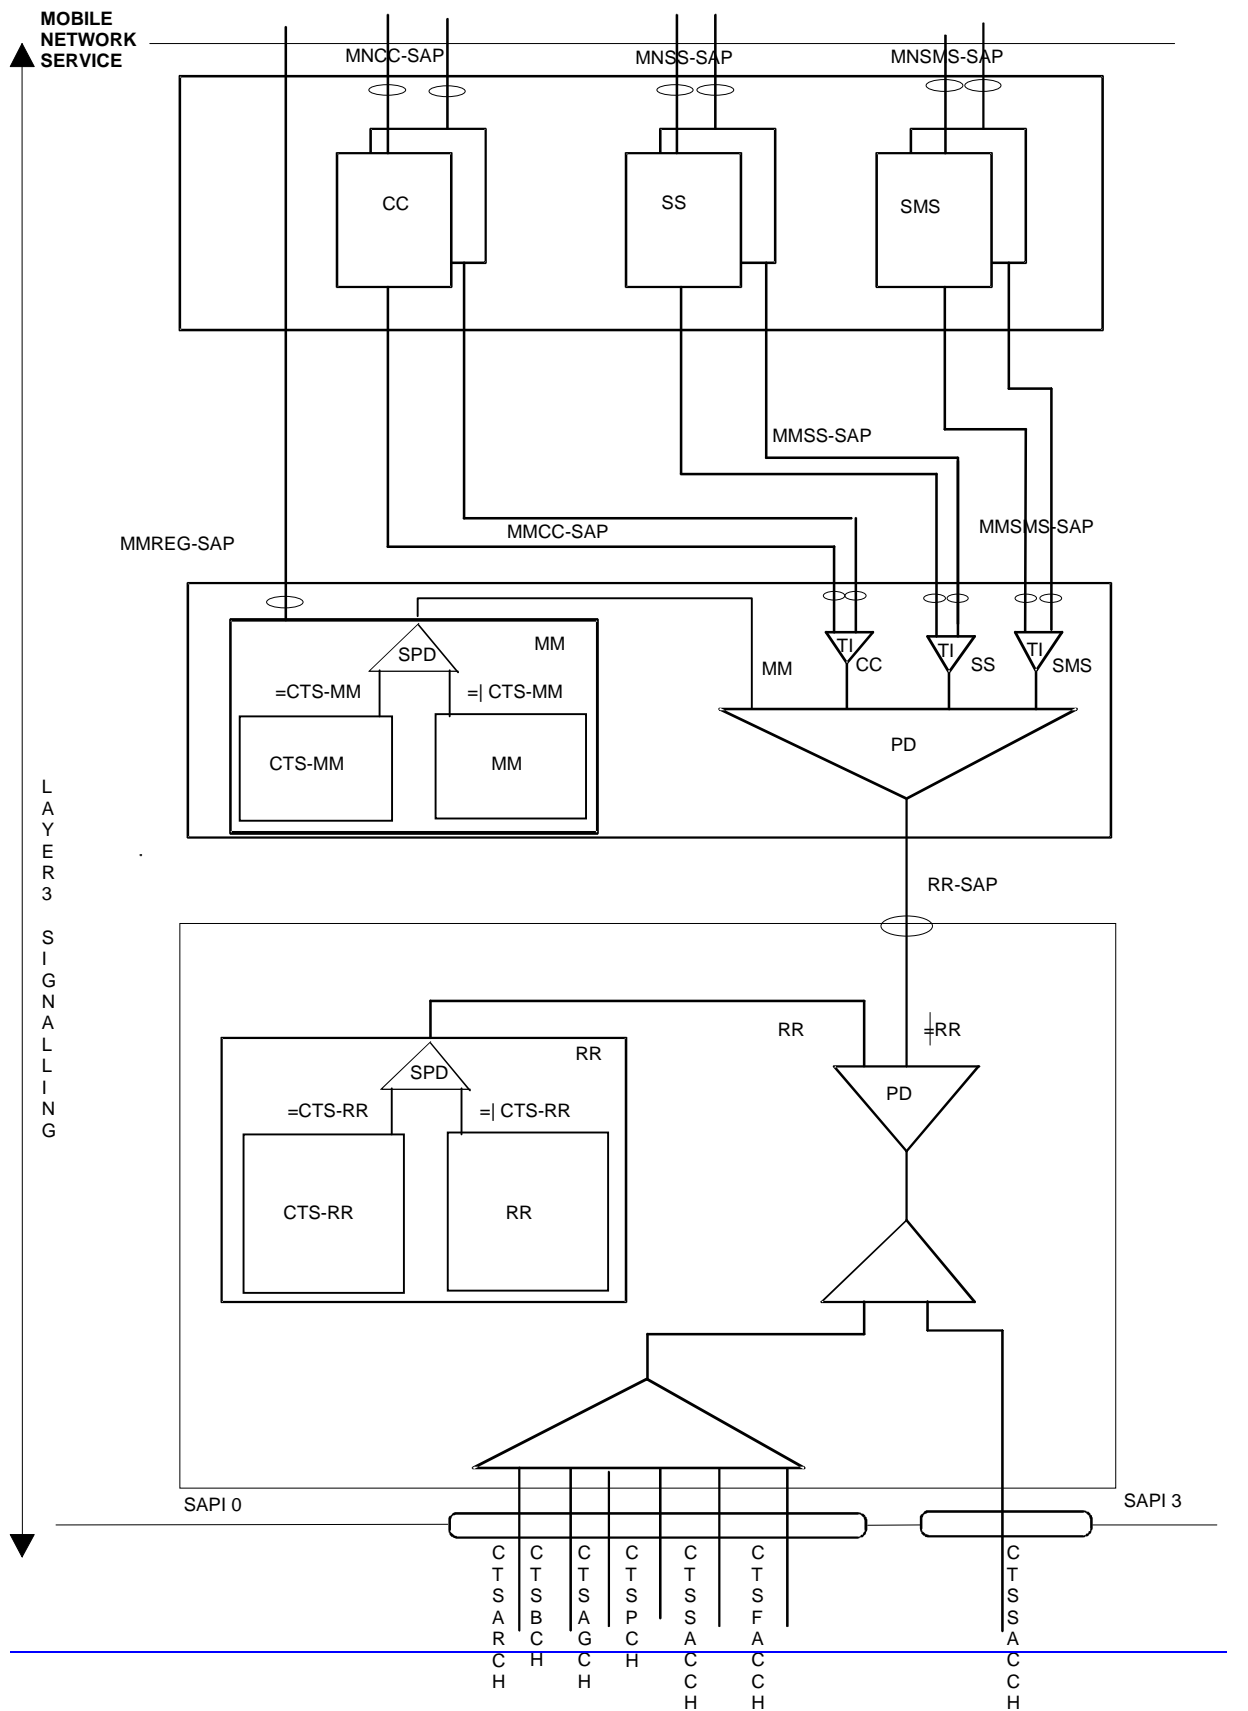 MOBILE
NETWORK
SERVICE
MNCC-SAP
MNSS-SAP
MNSMS-SAP
CC
SS
SMS
MMSS-SAP
MMCC-SAP
MMSMS-SAP
MMREG-SAP
SPD
MM
TI
TI
TI
MM
CC
SS
SMS
=CTS-MM
=| CTS-MM
PD
CTS-MM
MM
LAYER3 SIGNALLING
RR-SAP
RR
=|RR
RR
SPD
PD
=CTS-RR
=| CTS-RR
CTS-RR
RR
SAPI 0
SAPI 3
CTSARCH
CTSBCH
CTSAGCH
CTSPCH
CTSSACCH
CTSFACCH
CTSSACCH